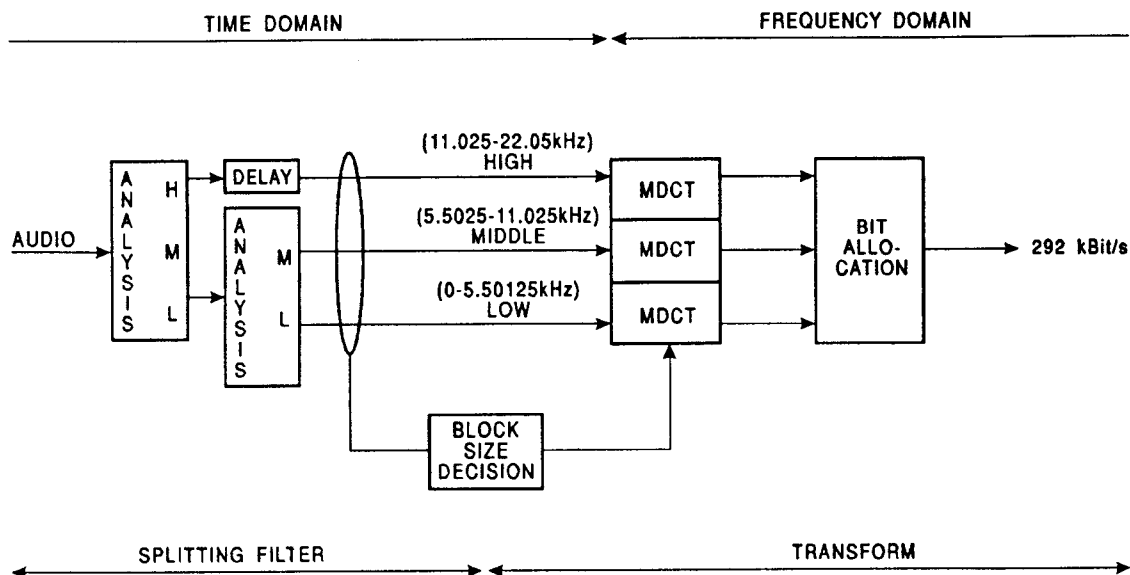 TIME DOMAIN
FREQUENCY DOMAIN
(11.025-22.05kHz)
HIGH
ANALYSIS
H
M
L
DELAY
MDCT
AUDIO
ANALYSIS
M
L
(5.5025-11.025kHz)
MIDDLE
MDCT
BIT
ALLO-
CATION
292 kBit/s
(0-5.50125kHz)
LOW
MDCT
BLOCK
SIZE
DECISION
SPLITTING FILTER
TRANSFORM